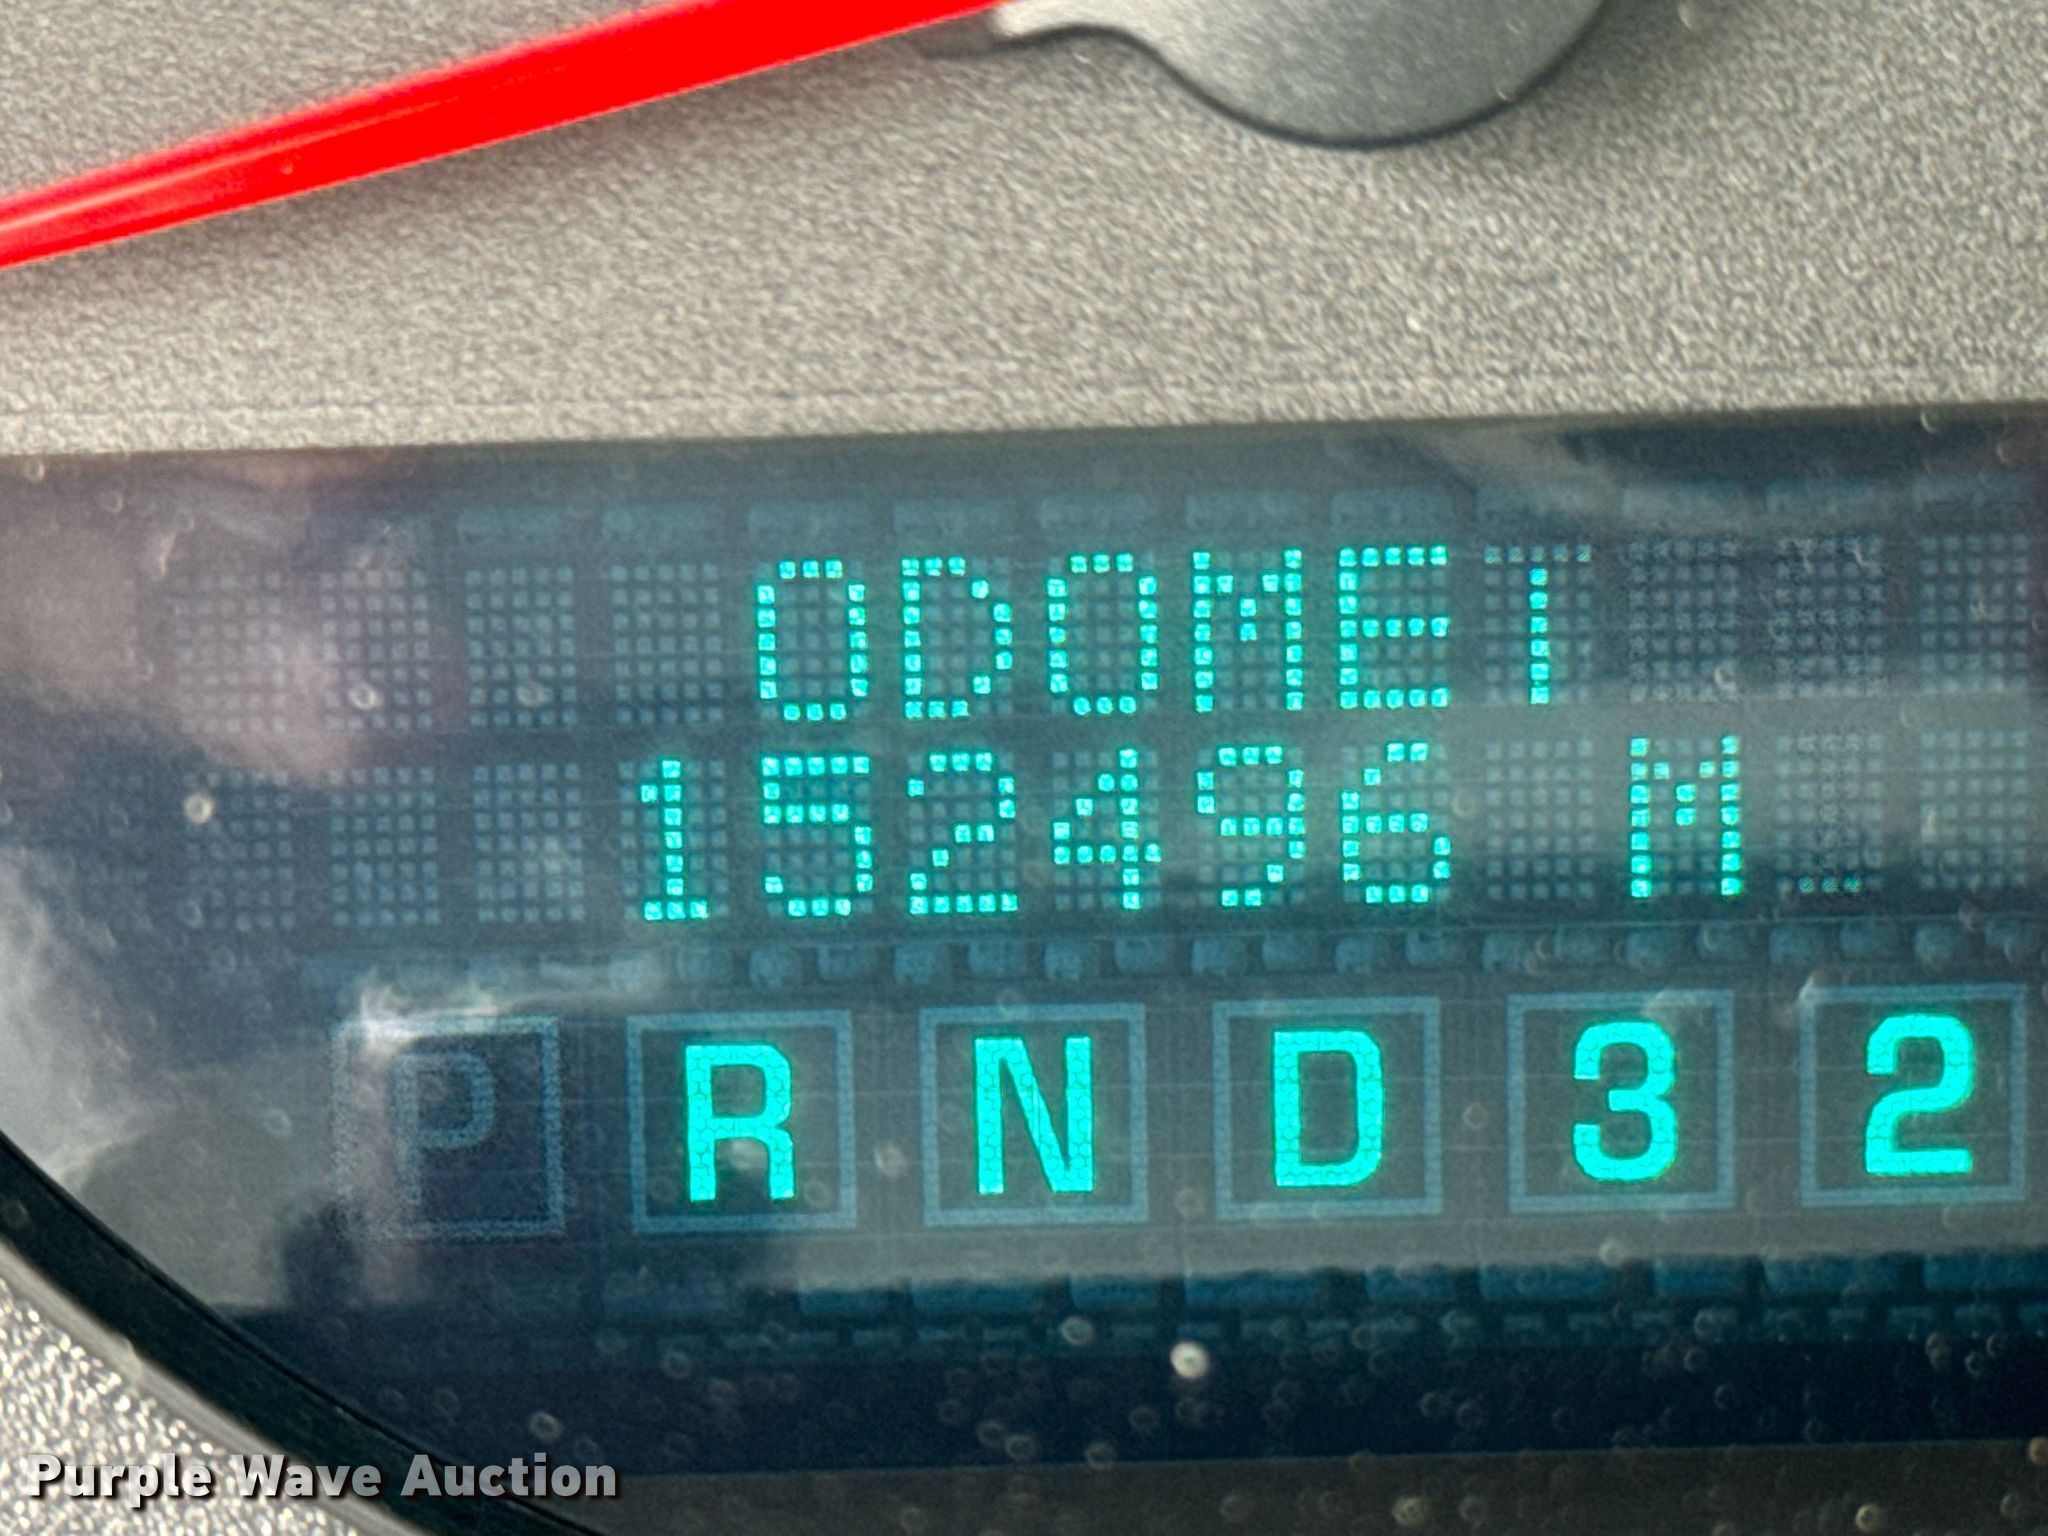 ODOMET
152496 M
P R N D 3 2
Purple Wave Auction